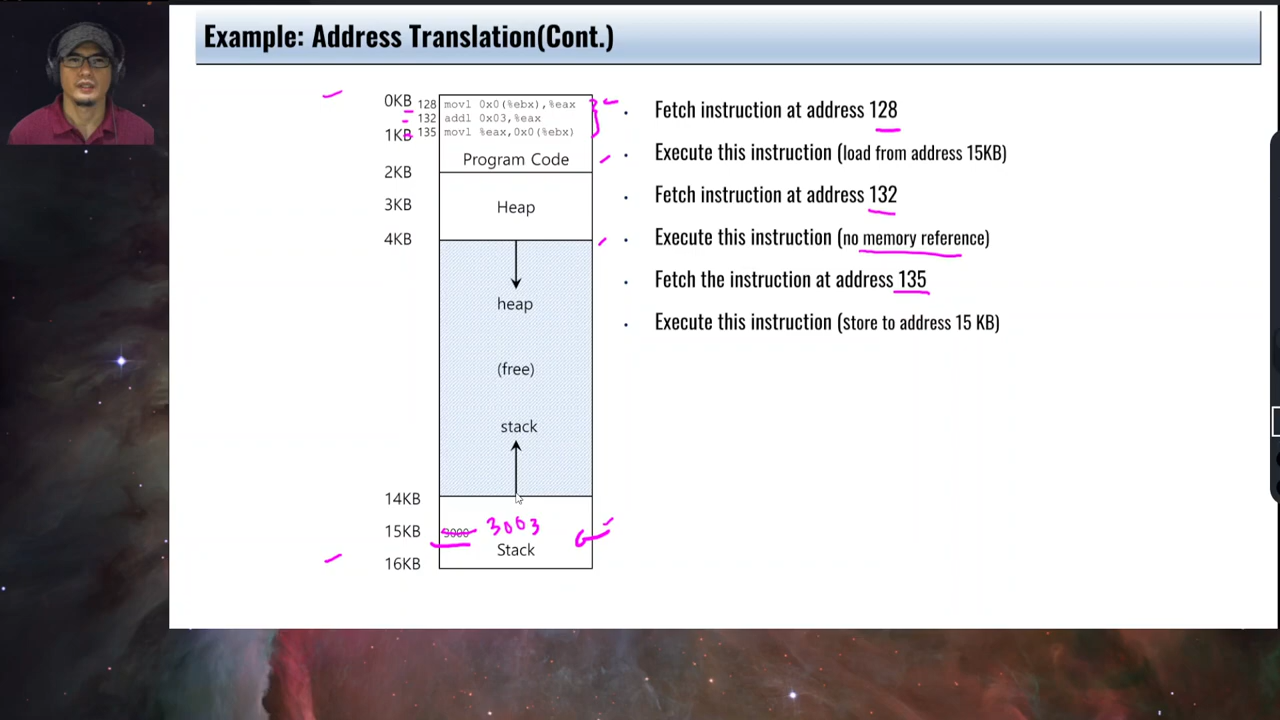 Example: Address Translation(Cont.)
0KB
128 movl 0x0(%ebx),%eax
132 addl 0x03,%eax
1KB 135 movl %eax,0x0(%ebx)
Program Code
2KB
3KB Heap
4KB
heap
(free)
stack
14KB
15KB 3000 3003
Stack
16KB
• Fetch instruction at address 128
• Execute this instruction (load from address 15KB)
• Fetch instruction at address 132
• Execute this instruction (no memory reference)
• Fetch the instruction at address 135
• Execute this instruction (store to address 15 KB)